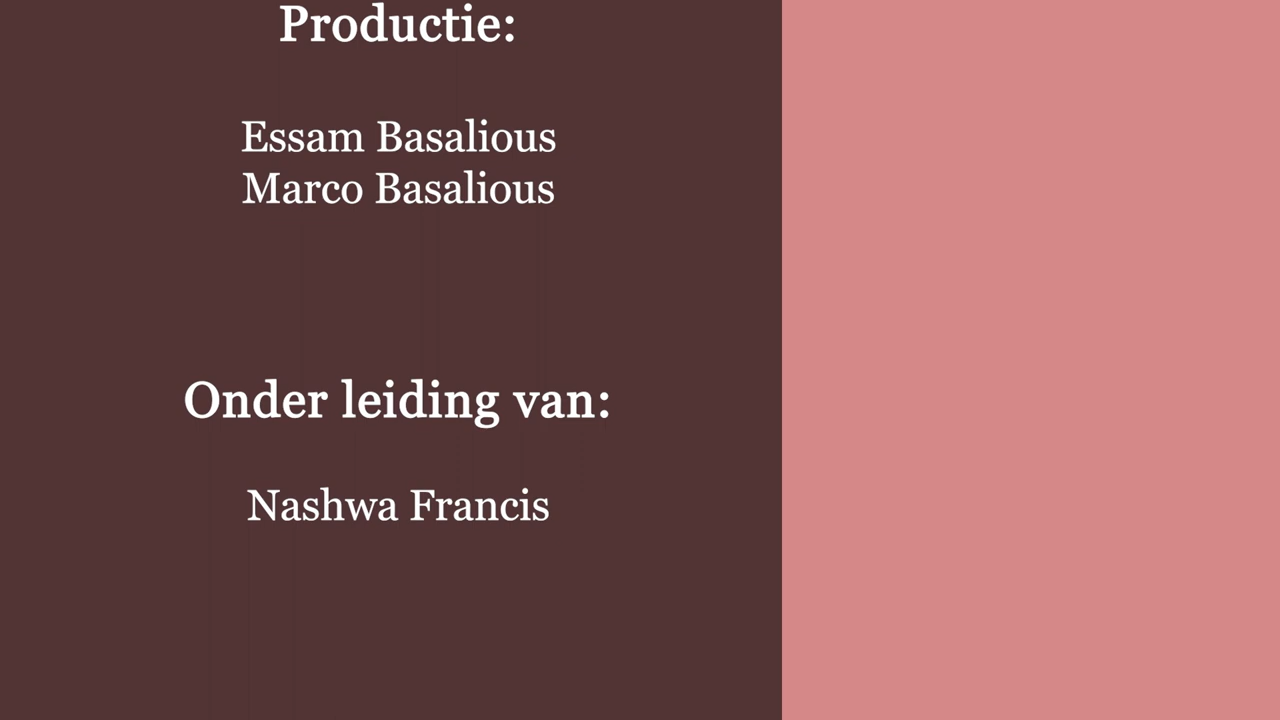 Productie:
Essam Basalious
Marco Basalious
Onder leiding van:
Nashwa Francis